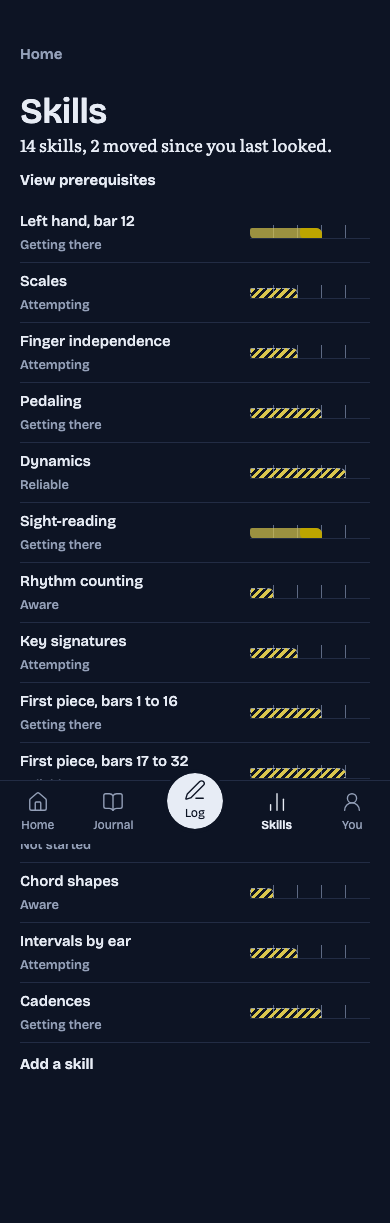 Home
Skills
14 skills, 2 moved since you last looked.
View prerequisites
Left hand, bar 12
Getting there
Scales
Attempting
Finger independence
Attempting
Pedaling
Getting there
Dynamics
Reliable
Sight-reading
Getting there
Rhythm counting
Aware
Key signatures
Attempting
First piece, bars 1 to 16
Getting there
First piece, bars 17 to 32
Home
Journal
Log
Skills
You
Not started
Chord shapes
Aware
Intervals by ear
Attempting
Cadences
Getting there
Add a skill